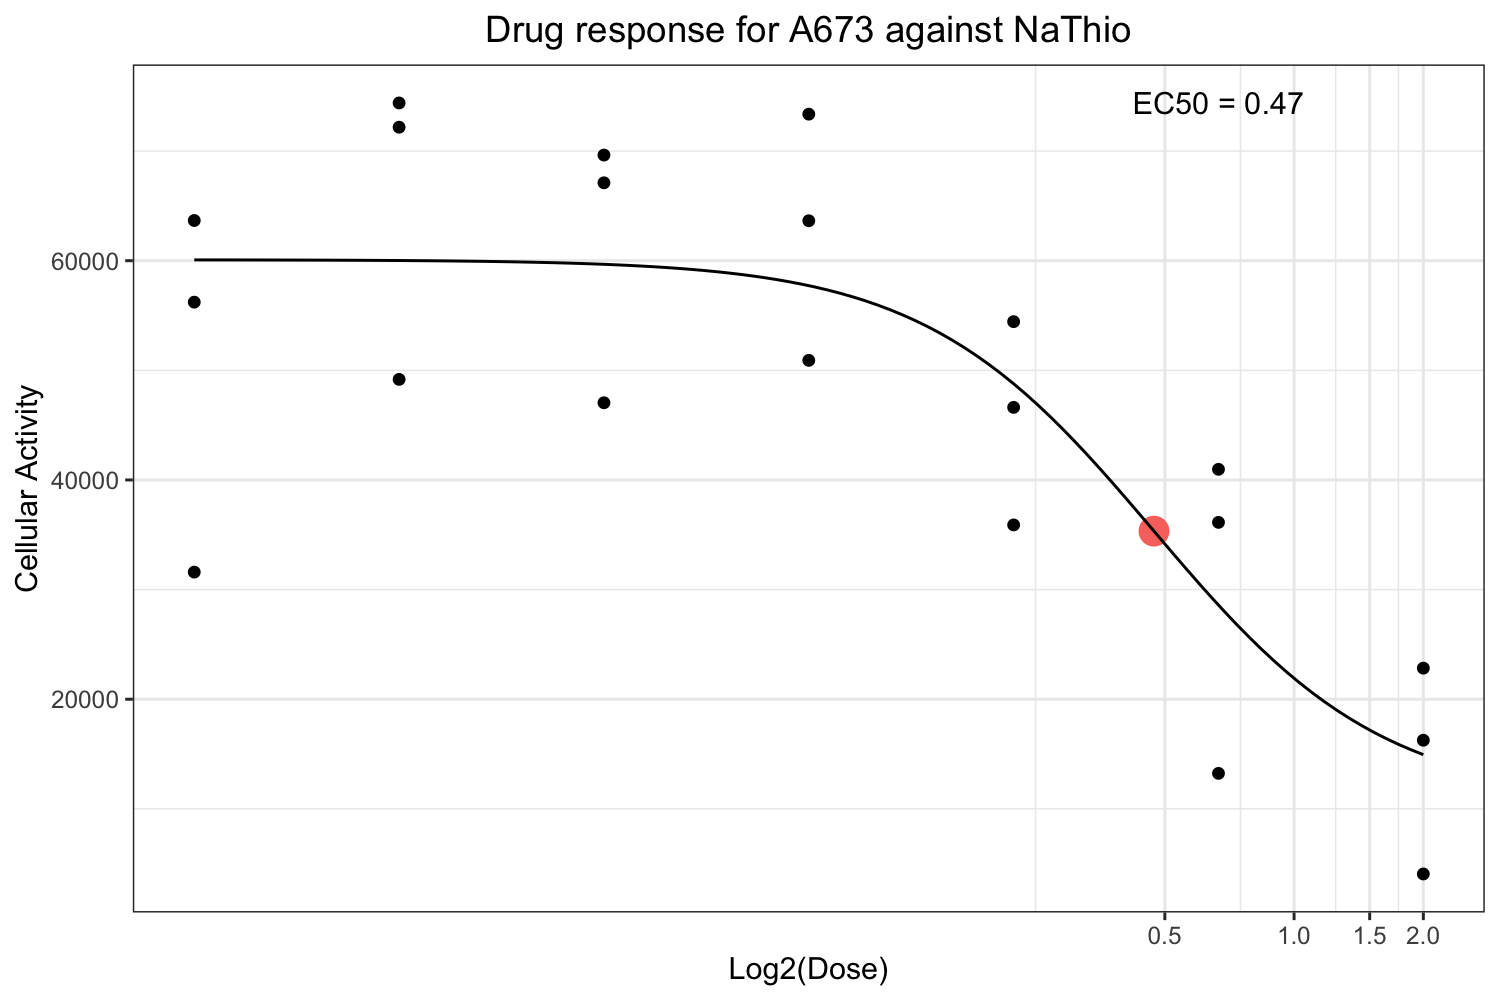 Drug response for A673 against NaThio
EC50 = 0.47
60000
40000
20000
Cellular Activity
0.5 1.0 1.5 2.0
Log2(Dose)